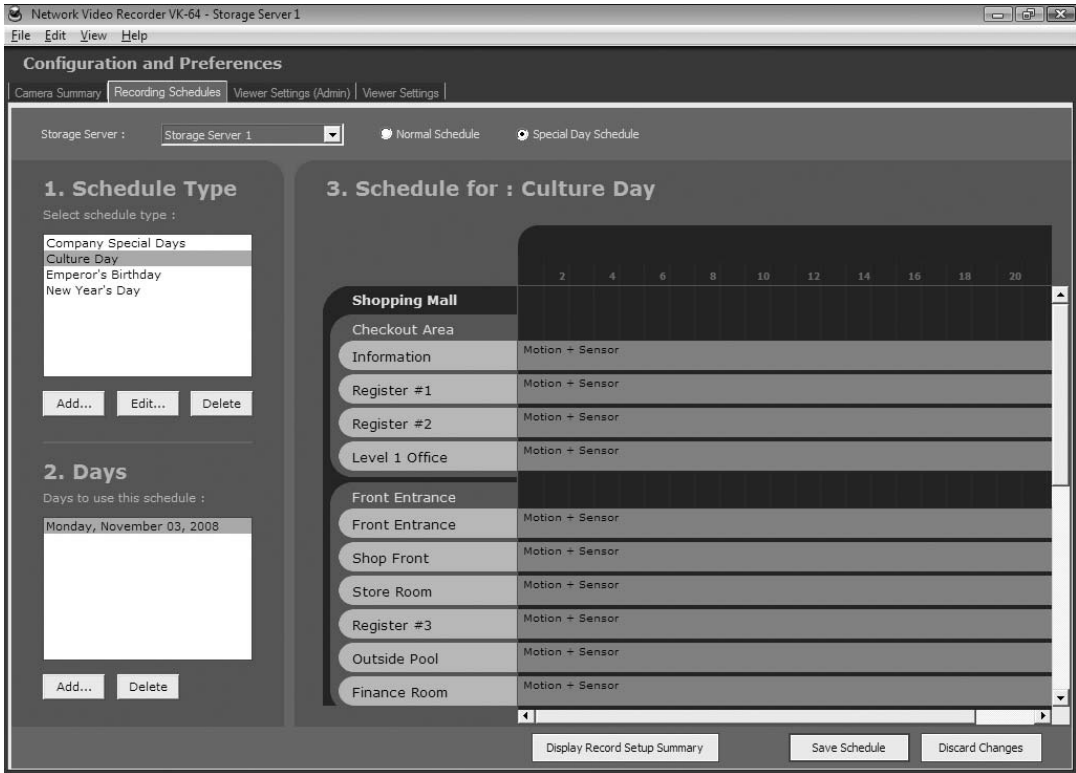 Network Video Recorder VK-64 - Storage Server 1
File Edit View Help
Configuration and Preferences
Camera Summary Recording Schedules Viewer Settings (Admin) Viewer Settings
Storage Server : Storage Server 1 Normal Schedule Special Day Schedule
1. Schedule Type
Select schedule type :
Company Special Days
Culture Day
Emperor's Birthday
New Year's Day
Add... Edit... Delete
2. Days
Days to use this schedule :
Monday, November 03, 2008
Add... Delete
3. Schedule for : Culture Day
2 4 6 8 10 12 14 16 18 20
Shopping Mall
Checkout Area
Information Motion + Sensor
Register #1 Motion + Sensor
Register #2 Motion + Sensor
Level 1 Office Motion + Sensor
Front Entrance
Front Entrance Motion + Sensor
Shop Front Motion + Sensor
Store Room Motion + Sensor
Register #3 Motion + Sensor
Outside Pool Motion + Sensor
Finance Room Motion + Sensor
Display Record Setup Summary Save Schedule Discard Changes